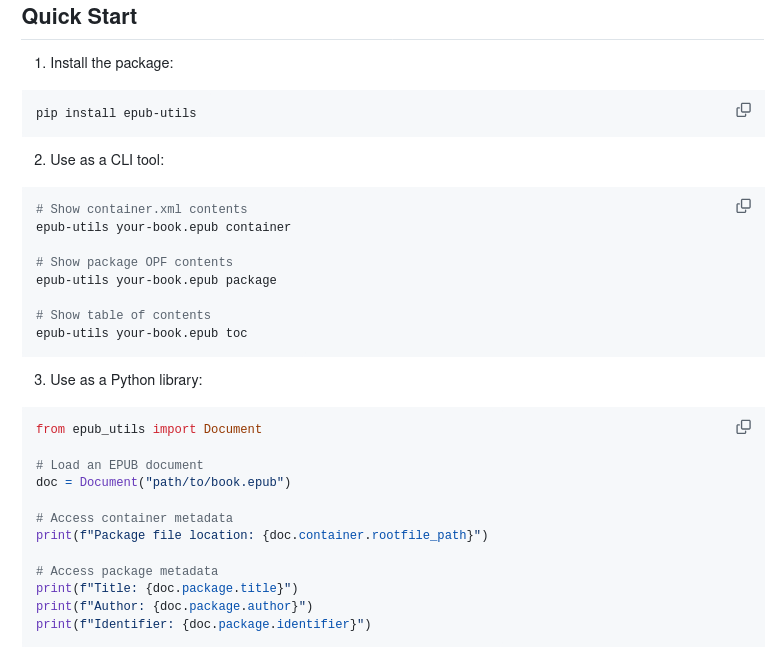 Quick Start
1. Install the package:
pip install epub-utils
2. Use as a CLI tool:
# Show container.xml contents
epub-utils your-book.epub container
# Show package OPF contents
epub-utils your-book.epub package
# Show table of contents
epub-utils your-book.epub toc
3. Use as a Python library:
from epub_utils import Document
# Load an EPUB document
doc = Document("path/to/book.epub")
# Access container metadata
print(f"Package file location: {doc.container.rootfile_path}")
# Access package metadata
print(f"Title: {doc.package.title}")
print(f"Author: {doc.package.author}")
print(f"Identifier: {doc.package.identifier}")